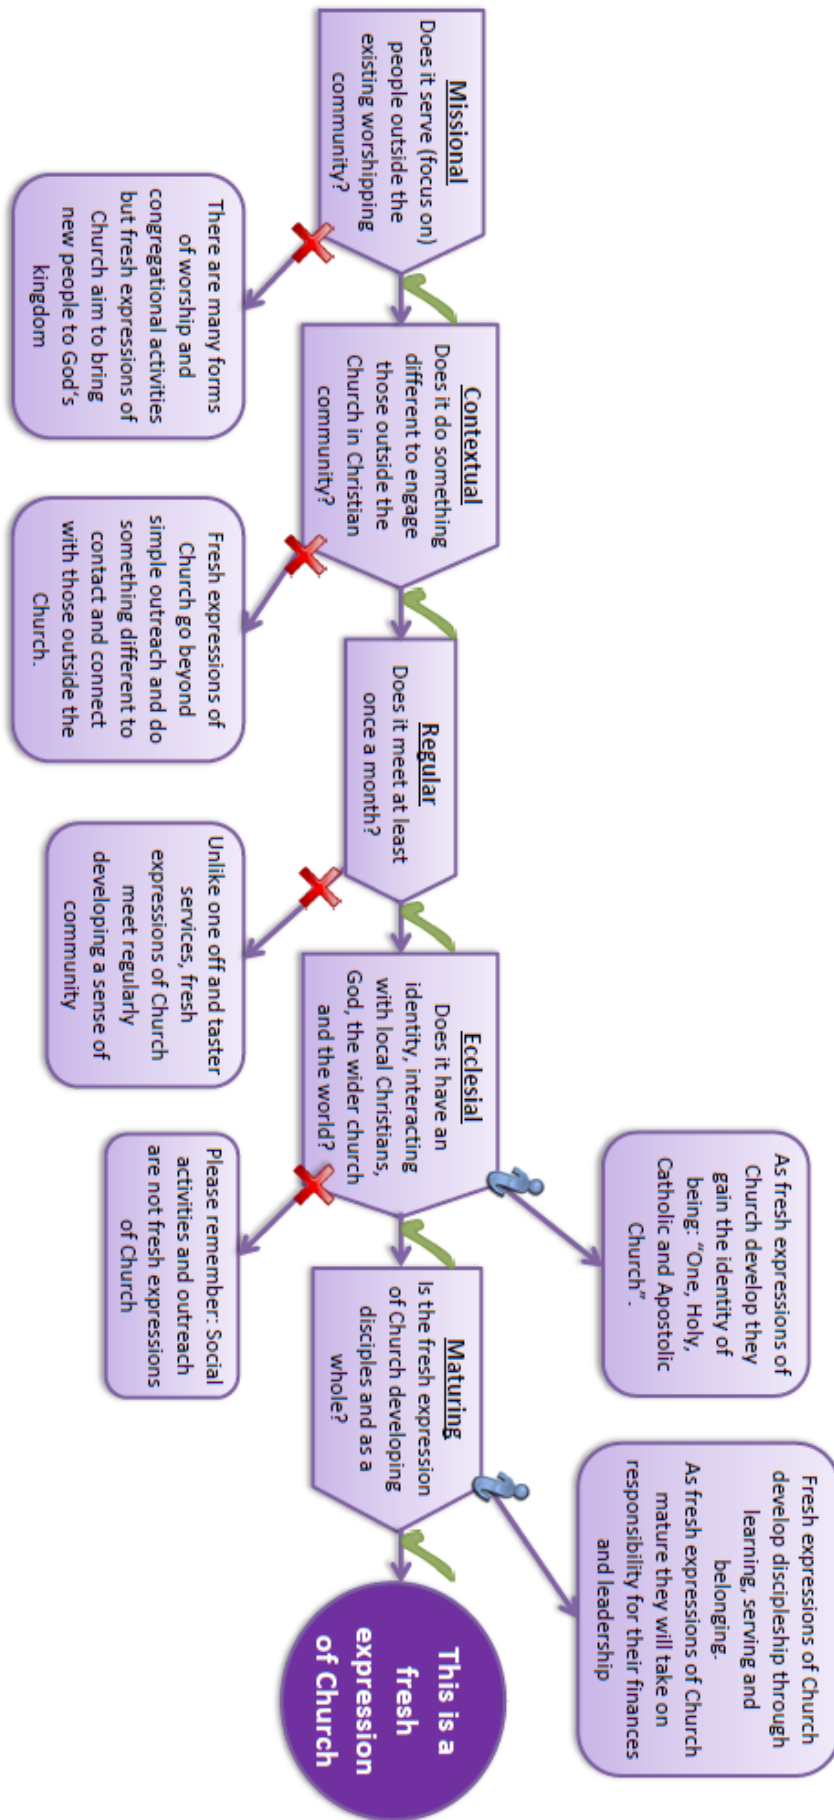 Missional
Does it serve (focus on)
people outside the
existing worshipping
community?
There are many forms
of worship and
congregational activities
but fresh expressions of
Church aim to bring
new people to God's
kingdom
Contextual
Does it do something
different to engage
those outside the
Church in Christian
community?
Fresh expressions of
Church go beyond
simple outreach and do
something different to
contact and connect
with those outside the
Church.
Regular
Does it meet at least
once a month?
Unlike one off and taster
services, fresh
expressions of Church
meet regularly
developing a sense of
community
Ecclesial
Does it have an
identity, interacting
with local Christians,
God, the wider church
and the world?
As fresh expressions of
Church develop they
gain the identity of
being: "One, Holy,
Catholic and Apostolic
Church".
Please remember: Social
activities and outreach
are not fresh expressions
of Church
Maturing
Is the fresh expression
of Church developing
disciples and as a
whole?
Fresh expressions of Church
develop discipleship through
learning, serving and
belonging.
As fresh expressions of Church
mature they will take on
responsibility for their finances
and leadership
This is a
fresh
expression
of Church